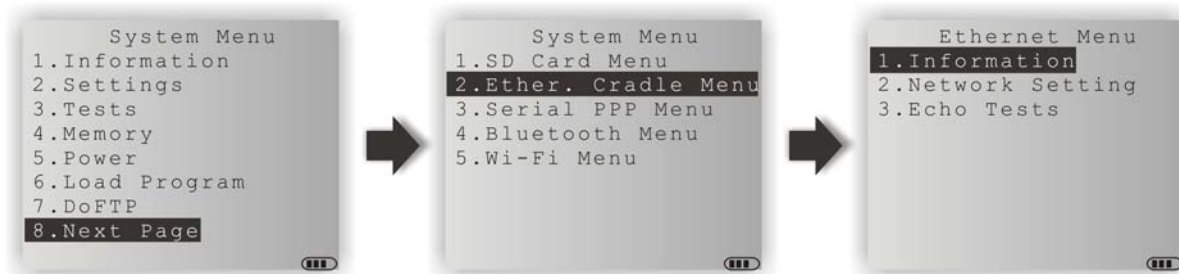 System Menu
1.Information
2.Settings
3.Tests
4.Memory
5.Power
6.Load Program
7.DoFTP
8.Next Page
System Menu
1.SD Card Menu
2.Ether. Cradle Menu
3.Serial PPP Menu
4.Bluetooth Menu
5.Wi-Fi Menu
Ethernet Menu
1.Information
2.Network Setting
3.Echo Tests